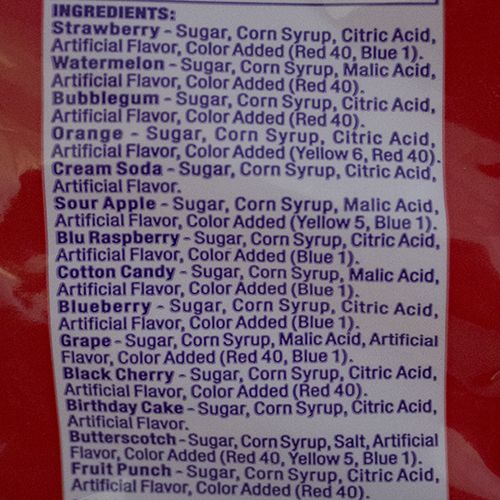 INGREDIENTS:
Strawberry - Sugar, Corn Syrup, Citric Acid,
Artificial Flavor, Color Added (Red 40, Blue 1).
Watermelon - Sugar, Corn Syrup, Malic Acid,
Artificial Flavor, Color Added (Red 40).
Bubblegum - Sugar, Corn Syrup, Citric Acid,
Artificial Flavor, Color Added (Red 40).
Orange - Sugar, Corn Syrup, Citric Acid,
Artificial Flavor, Color Added (Yellow 6, Red 40).
Cream Soda - Sugar, Corn Syrup, Citric Acid,
Artificial Flavor.
Sour Apple - Sugar, Corn Syrup, Malic Acid,
Artificial Flavor, Color Added (Yellow 5, Blue 1).
Blu Raspberry - Sugar, Corn Syrup, Citric Acid,
Artificial Flavor, Color Added (Blue 1).
Cotton Candy - Sugar, Corn Syrup, Malic Acid,
Artificial Flavor, Color Added (Blue 1).
Blueberry - Sugar, Corn Syrup, Citric Acid,
Artificial Flavor, Color Added (Blue 1).
Grape - Sugar, Corn Syrup, Malic Acid, Artificial
Flavor, Color Added (Red 40, Blue 1).
Black Cherry - Sugar, Corn Syrup, Citric Acid,
Artificial Flavor, Color Added (Red 40).
Birthday Cake - Sugar, Corn Syrup, Citric Acid,
Artificial Flavor.
Butterscotch - Sugar, Corn Syrup, Salt, Artificial
Flavor, Color Added (Red 40, Yellow 5, Blue 1).
Fruit Punch - Sugar, Corn Syrup, Citric Acid,
Artificial Flavor, Color Added (Red 40).